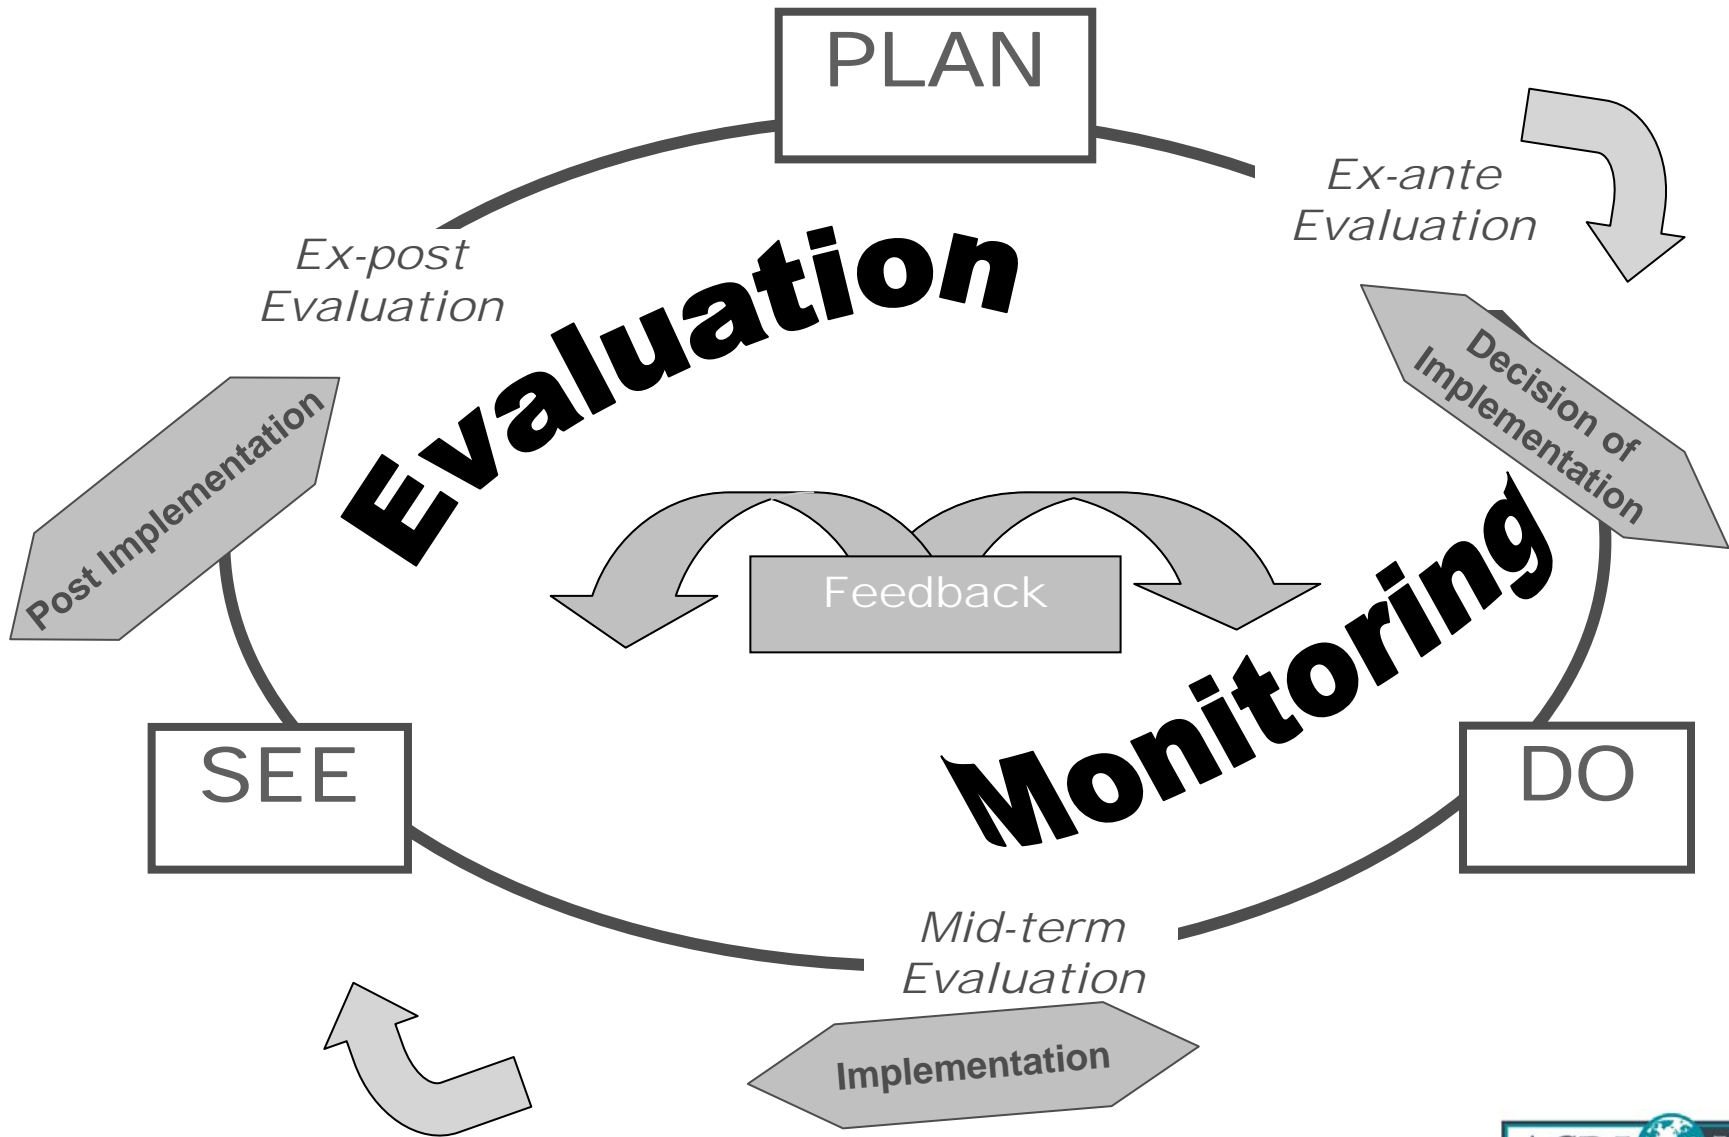 PLAN
Ex-ante
Evaluation
Ex-post
Evaluation
Evaluation
Decision of
Implementation
Post Implementation
Feedback
Monitoring
SEE
DO
Mid-term
Evaluation
Implementation